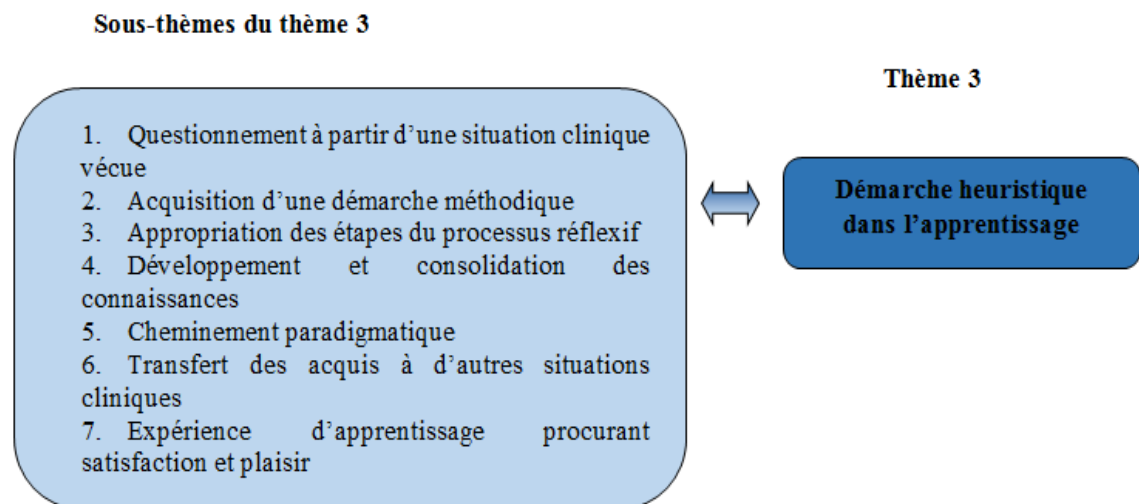 Sous-thèmes du thème 3
Thème 3
1. Questionnement à partir d’une situation clinique
vécue
2. Acquisition d’une démarche méthodique
3. Appropriation des étapes du processus réflexif
4. Développement et consolidation des
connaissances
5. Cheminement paradigmatique
6. Transfert des acquis à d’autres situations
cliniques
7. Expérience d’apprentissage procurant
satisfaction et plaisir
Démarche heuristique
dans l’apprentissage